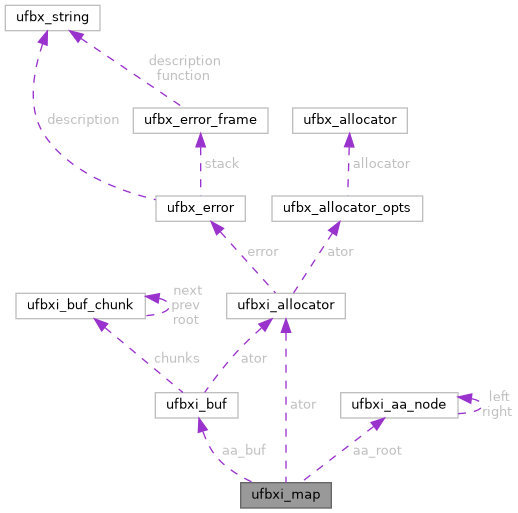 ufbx_string
description
function
description
ufbx_error_frame
ufbx_allocator
stack
allocator
ufbx_error
ufbx_allocator_opts
error
ator
next
prev
root
ufbxi_buf_chunk
ufbxi_allocator
chunks
ator
ufbxi_buf
ator
ufbxi_aa_node
left
right
aa_buf
aa_root
ufbxi_map